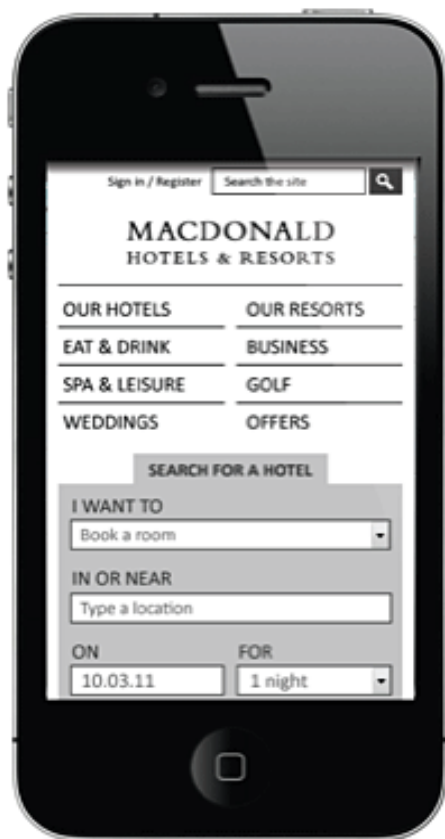 Sign in / Register Search the site
MACDONALD
HOTELS & RESORTS
OUR HOTELS OUR RESORTS
EAT & DRINK BUSINESS
SPA & LEISURE GOLF
WEDDINGS OFFERS
SEARCH FOR A HOTEL
I WANT TO
Book a room
IN OR NEAR
Type a location
ON FOR
10.03.11 1 night